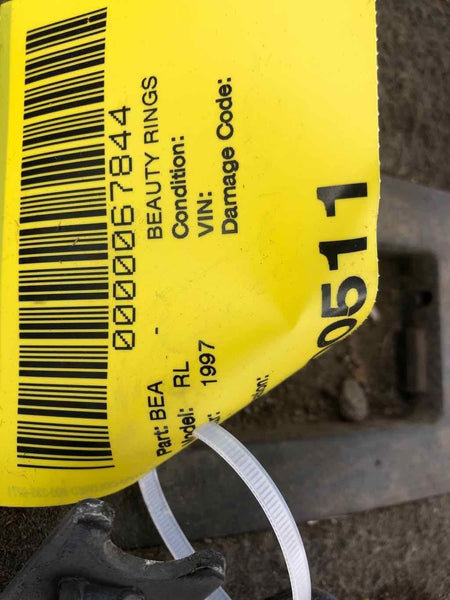 0000067844
Part: BEA - BEAUTY RINGS
Model: RL Condition:
1997 VIN:
Damage Code:
0511